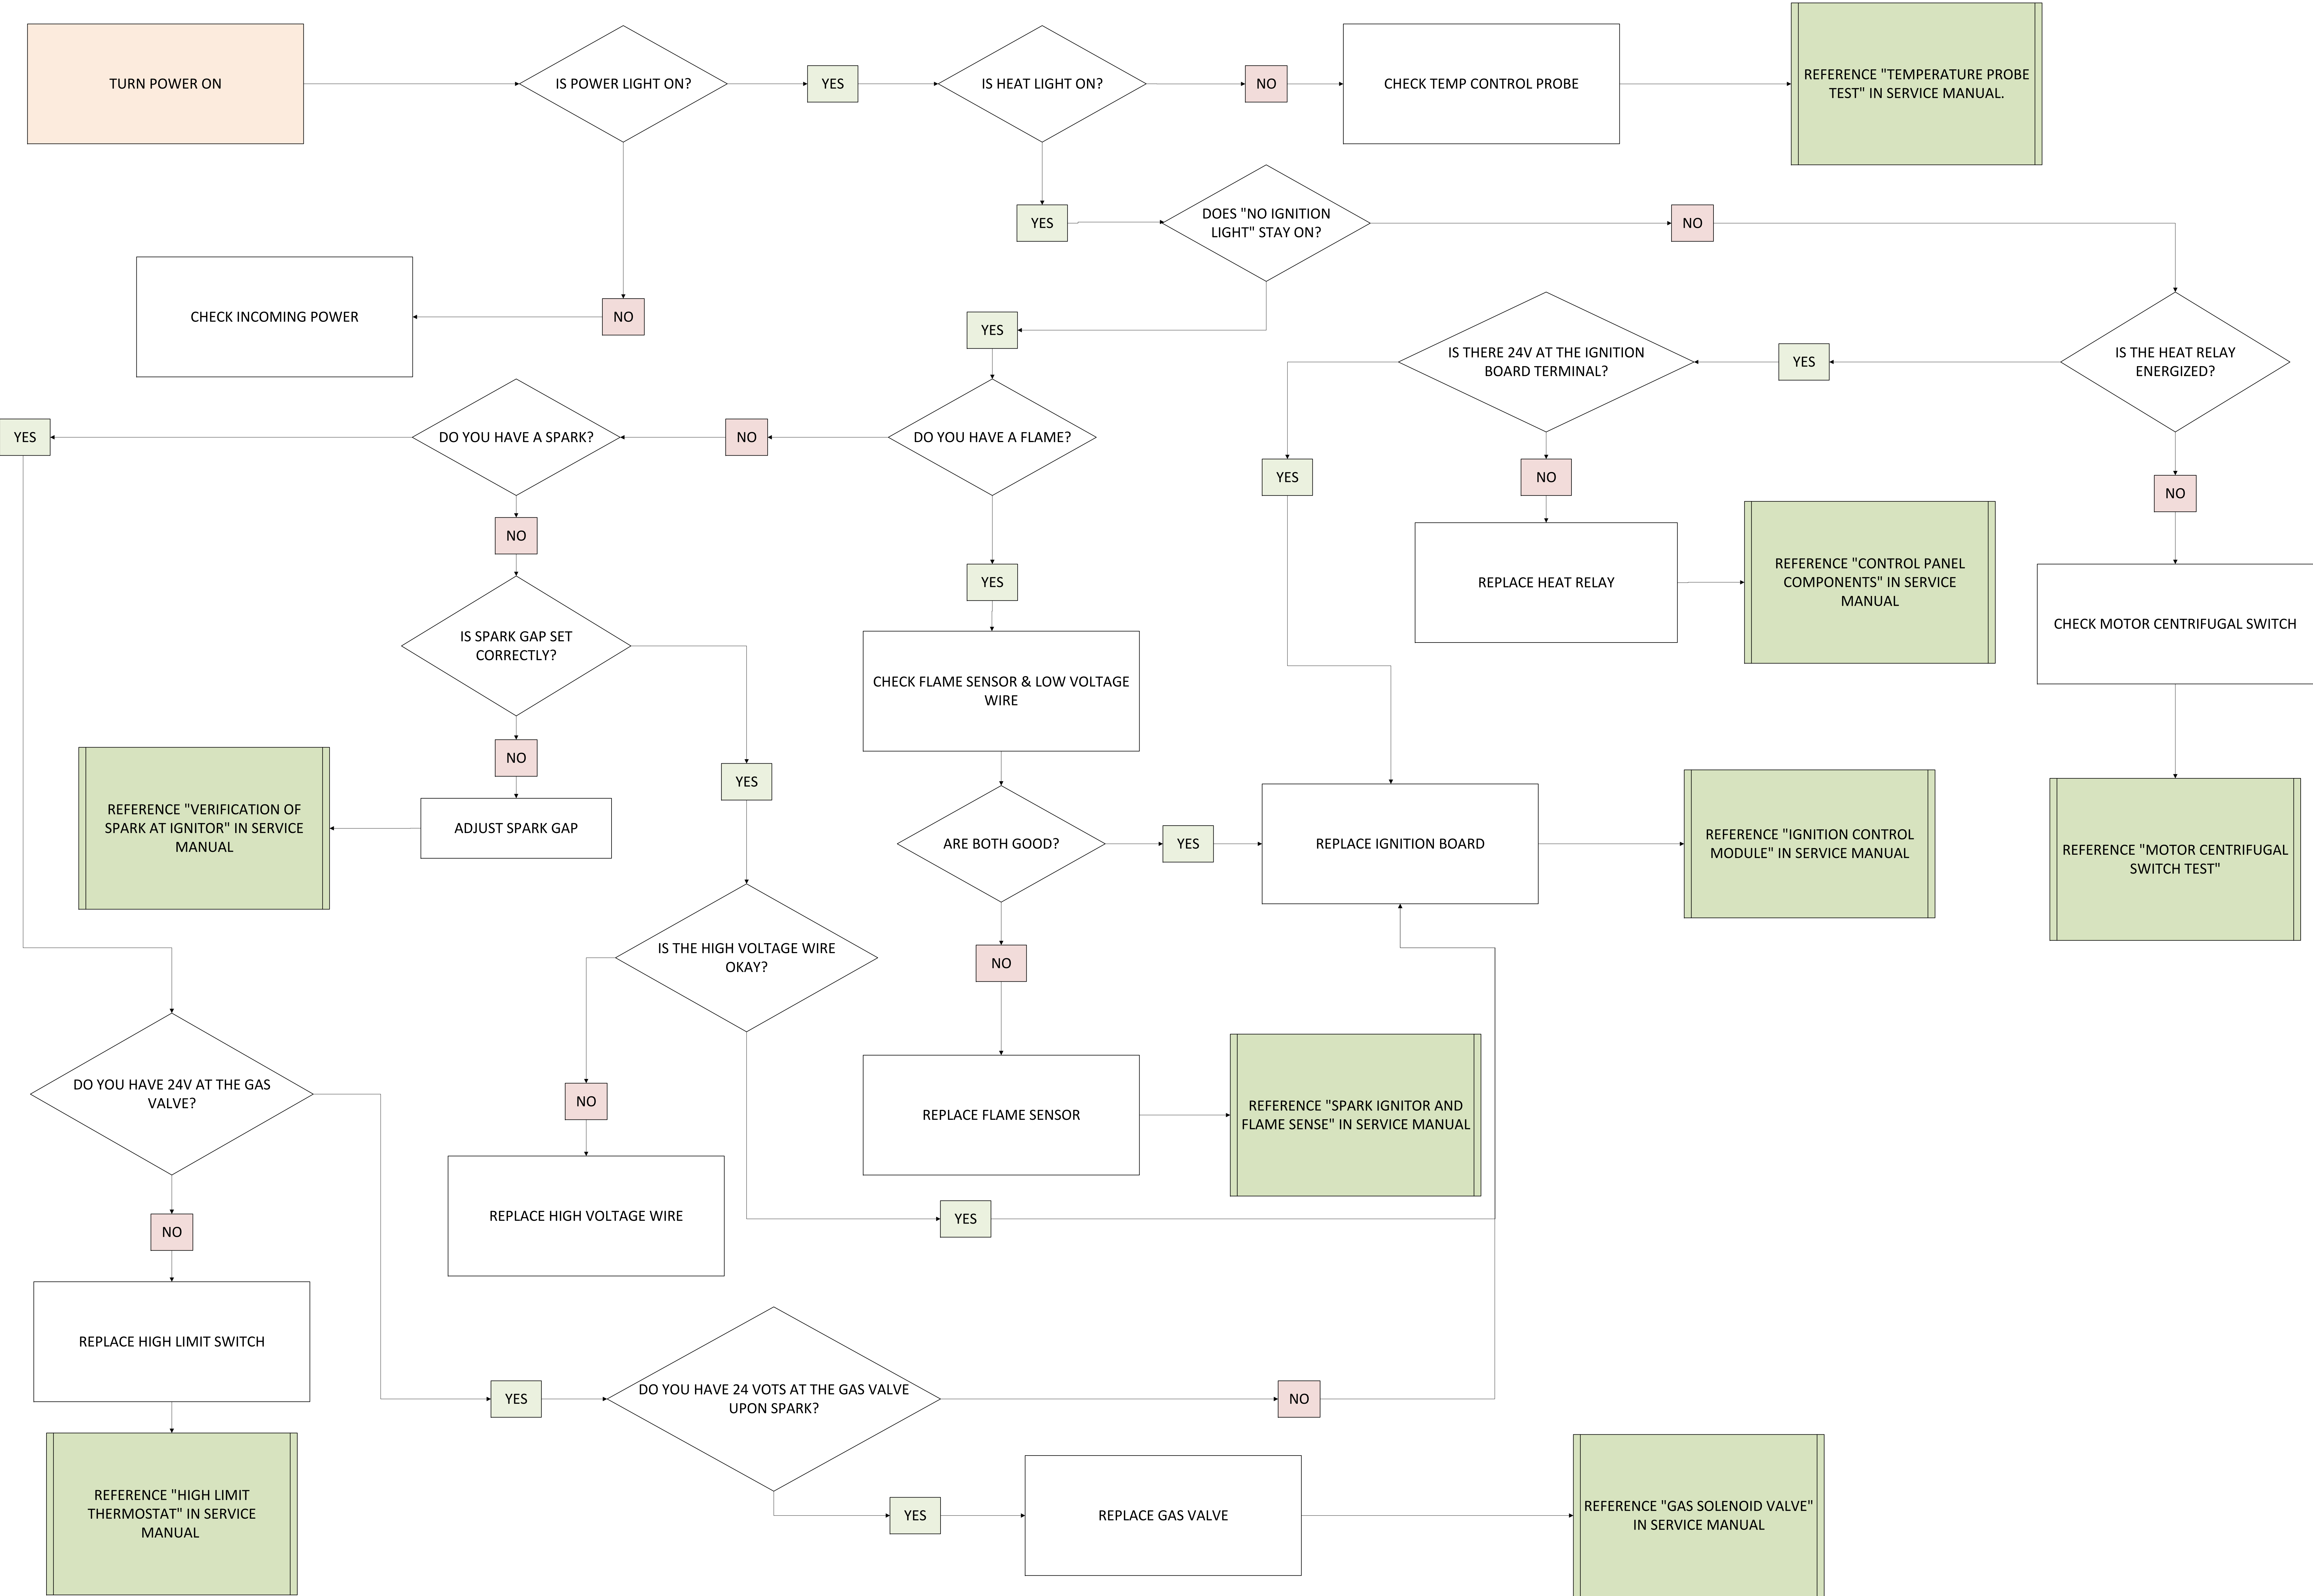 TURN POWER ON
IS POWER LIGHT ON?
YES
IS HEAT LIGHT ON?
NO
CHECK TEMP CONTROL PROBE
REFERENCE "TEMPERATURE PROBE
TEST" IN SERVICE MANUAL.
YES
DOES "NO IGNITION
LIGHT" STAY ON?
NO
CHECK INCOMING POWER
NO
YES
IS THERE 24V AT THE IGNITION
BOARD TERMINAL?
YES
IS THE HEAT RELAY
ENERGIZED?
YES
DO YOU HAVE A SPARK?
NO
DO YOU HAVE A FLAME?
YES
NO
NO
NO
IS SPARK GAP SET
CORRECTLY?
YES
REPLACE HEAT RELAY
REFERENCE "CONTROL PANEL
COMPONENTS" IN SERVICE
MANUAL
CHECK MOTOR CENTRIFUGAL SWITCH
CHECK FLAME SENSOR & LOW VOLTAGE
WIRE
NO
YES
REFERENCE "VERIFICATION OF
SPARK AT IGNITOR" IN SERVICE
MANUAL
ADJUST SPARK GAP
ARE BOTH GOOD?
YES
REPLACE IGNITION BOARD
REFERENCE "IGNITION CONTROL
MODULE" IN SERVICE MANUAL
REFERENCE "MOTOR CENTRIFUGAL
SWITCH TEST"
IS THE HIGH VOLTAGE WIRE
OKAY?
NO
DO YOU HAVE 24V AT THE GAS
VALVE?
NO
REPLACE FLAME SENSOR
REFERENCE "SPARK IGNITOR AND
FLAME SENSE" IN SERVICE MANUAL
NO
REPLACE HIGH VOLTAGE WIRE
YES
REPLACE HIGH LIMIT SWITCH
YES
DO YOU HAVE 24 VOTS AT THE GAS VALVE
UPON SPARK?
NO
REFERENCE "HIGH LIMIT
THERMOSTAT" IN SERVICE
MANUAL
YES
REPLACE GAS VALVE
REFERENCE "GAS SOLENOID VALVE"
IN SERVICE MANUAL